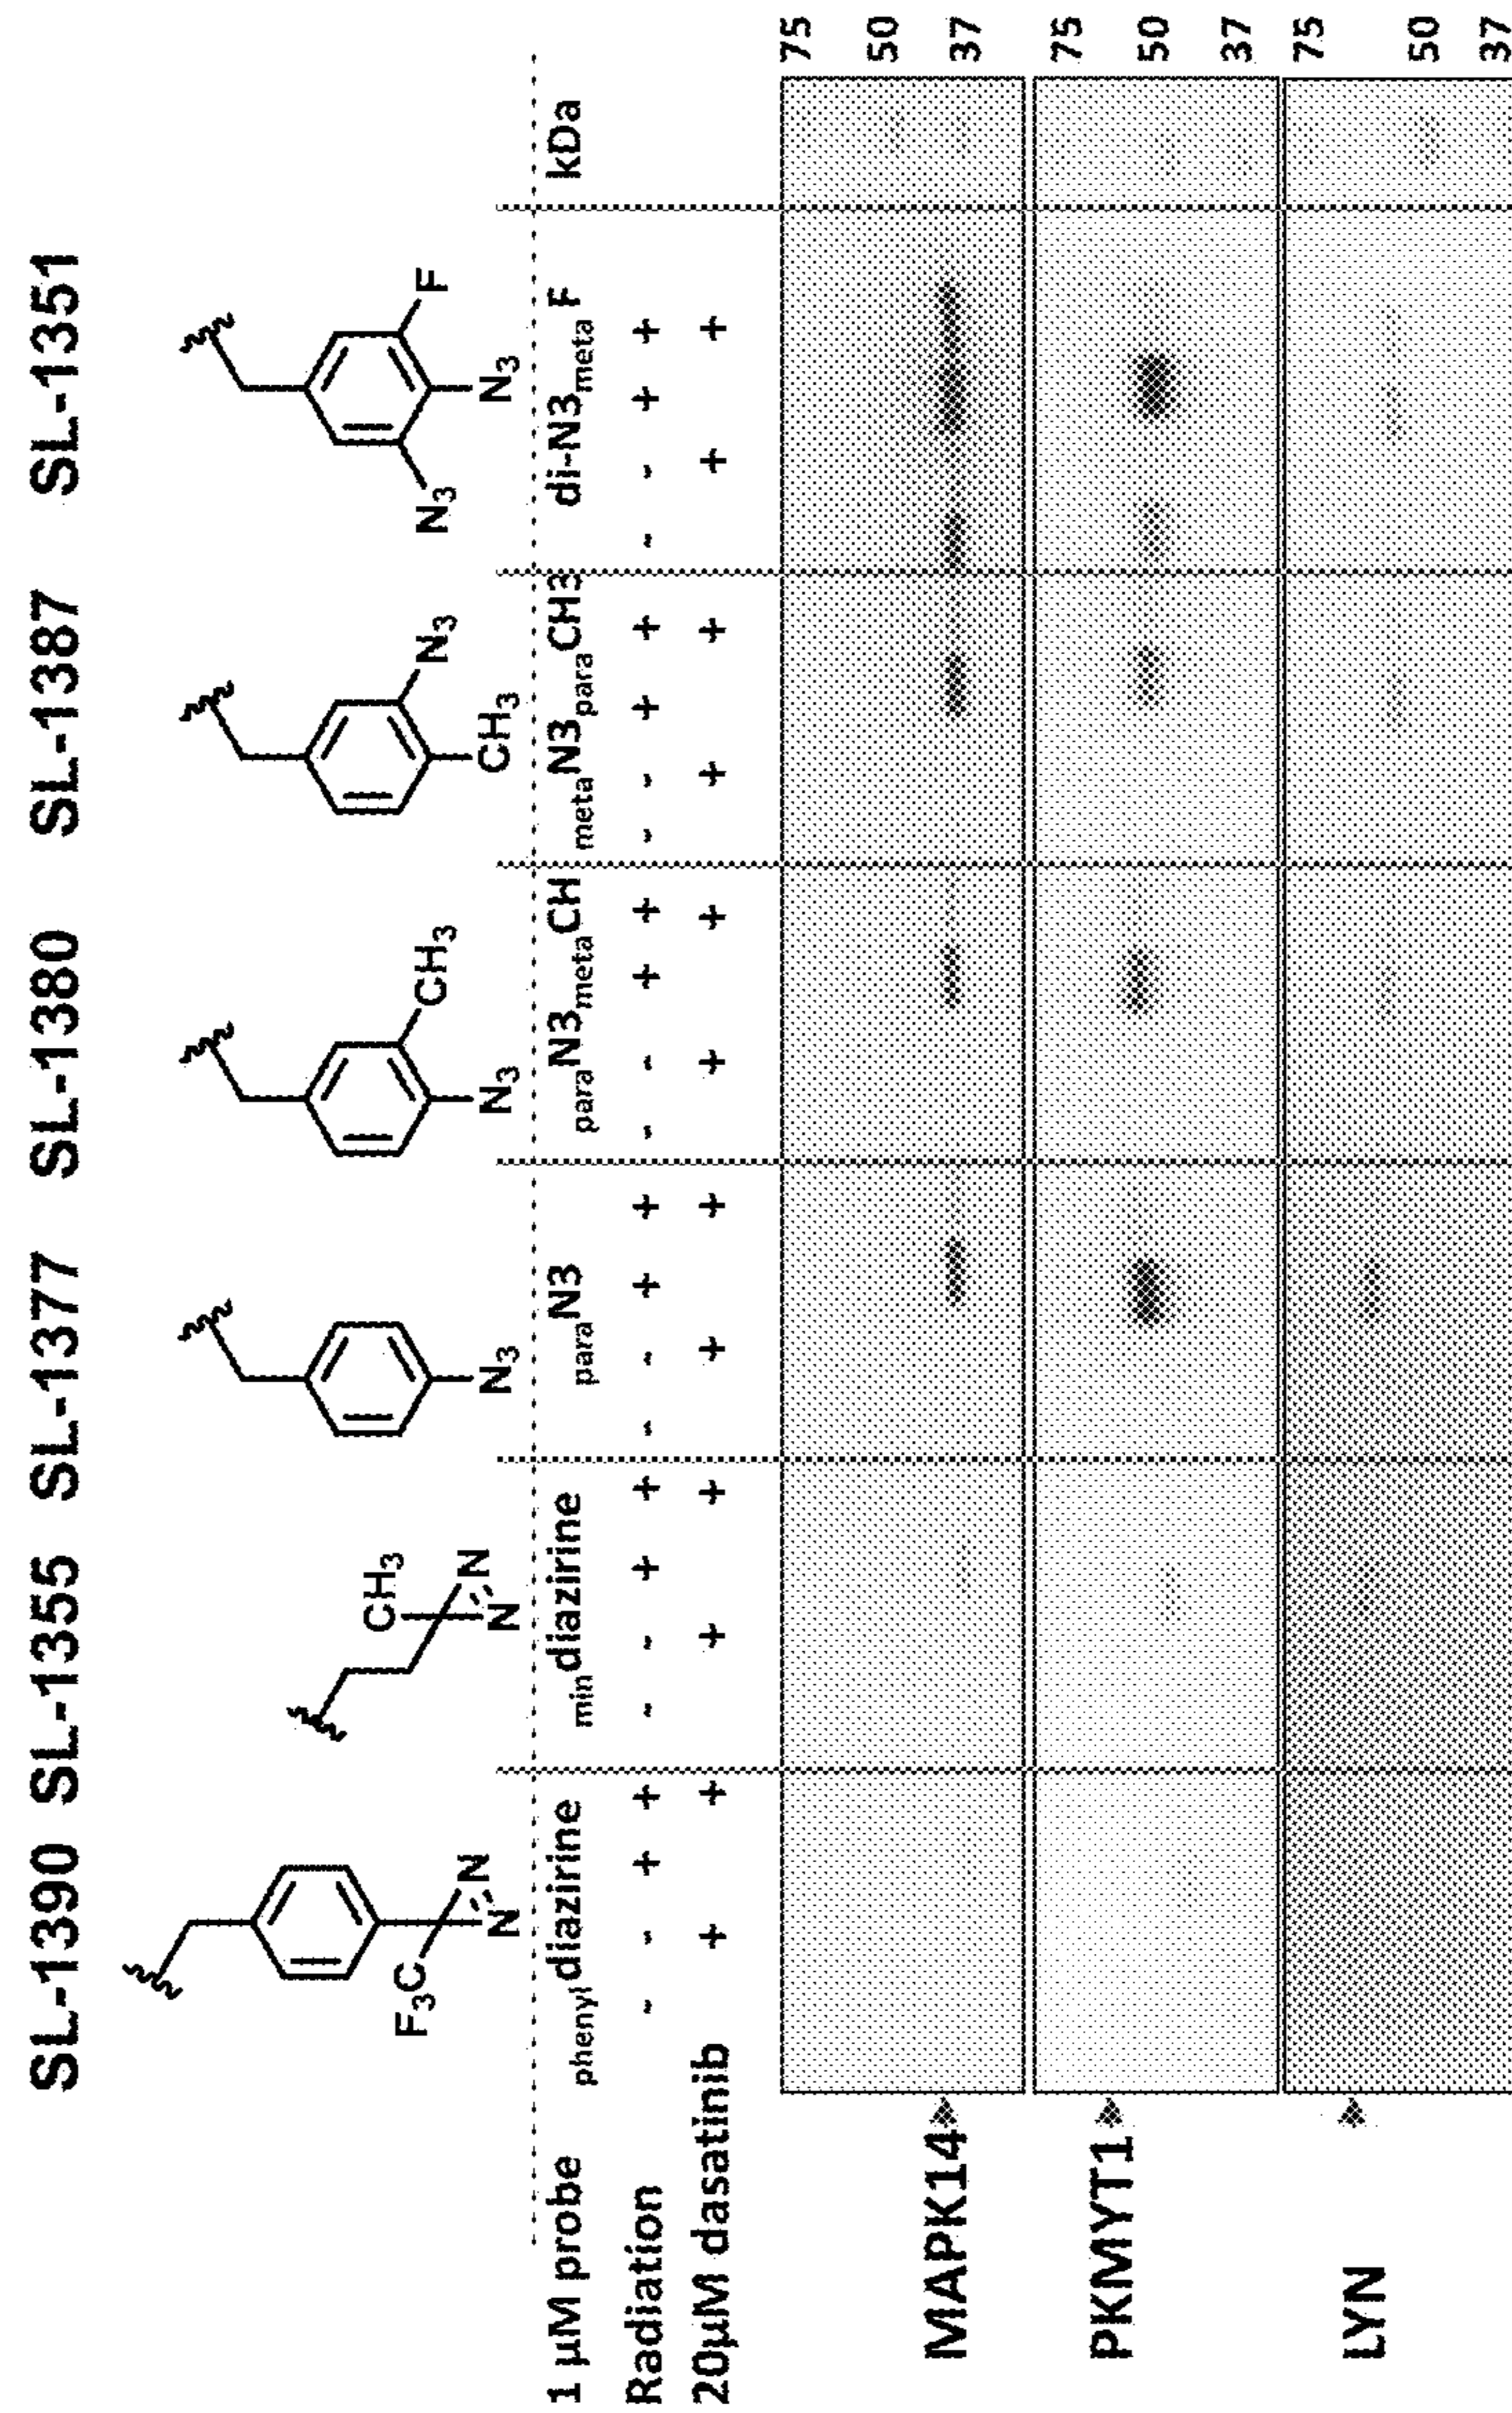 SL-1390 SL-1355 SL-1377 SL-1380 SL-1387 SL-1351
F₃C
N
N
CH₃
N
N
N₃
CH₃
N₃
N₃
CH₃
F
N₃
N₃
1 µM probe phenyldiazirine mindiazirine paraN3 paraN3metaCH metaN3paraCH3 di-N3metaF kDa
Radiation - - + + - - + + - - + + - - + + - - + + - - + +
20µM dasatinib + + + + + + + + + + + +
75
MAPK14 50
37
75
PKMYT1 50
37
75
LYN 50
37